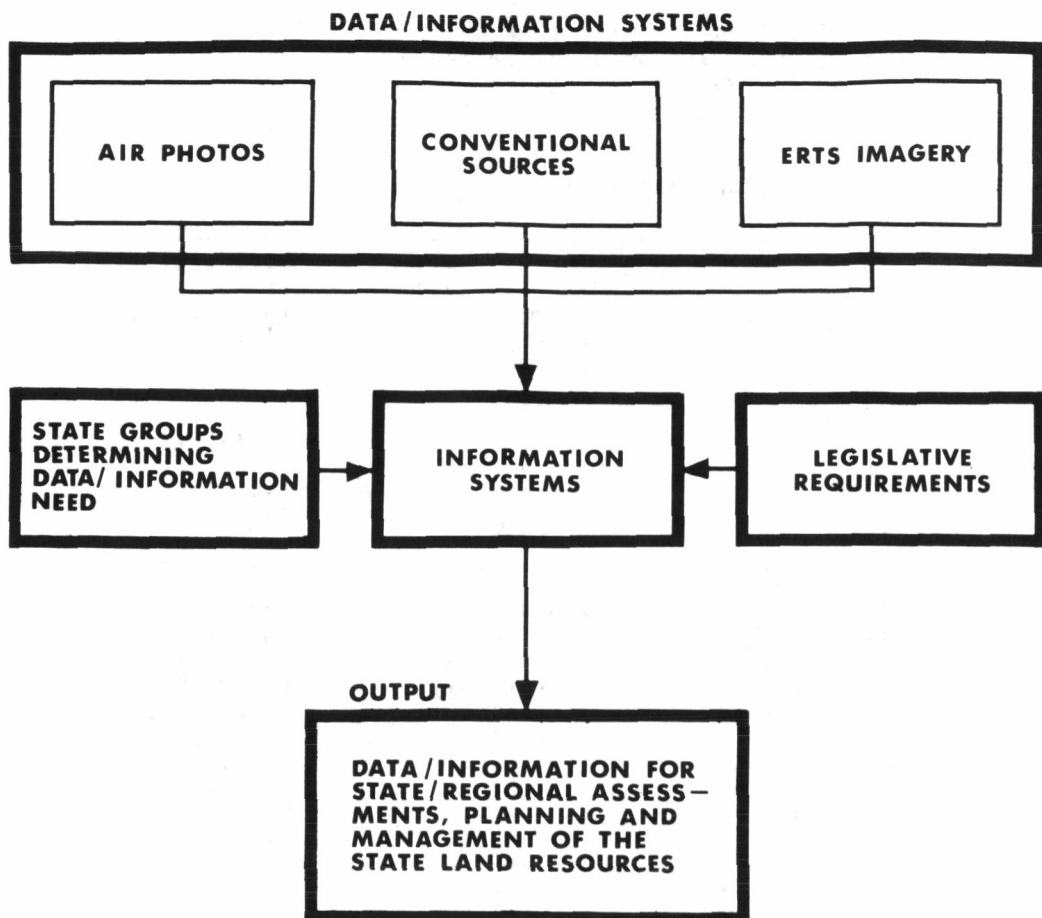 DATA/INFORMATION SYSTEMS
AIR PHOTOS
CONVENTIONAL
SOURCES
ERTS IMAGERY
STATE GROUPS
DETERMINING
DATA/INFORMATION
NEED
INFORMATION
SYSTEMS
LEGISLATIVE
REQUIREMENTS
OUTPUT
DATA/INFORMATION FOR
STATE/REGIONAL ASSESS-
MENTS, PLANNING AND
MANAGEMENT OF THE
STATE LAND RESOURCES